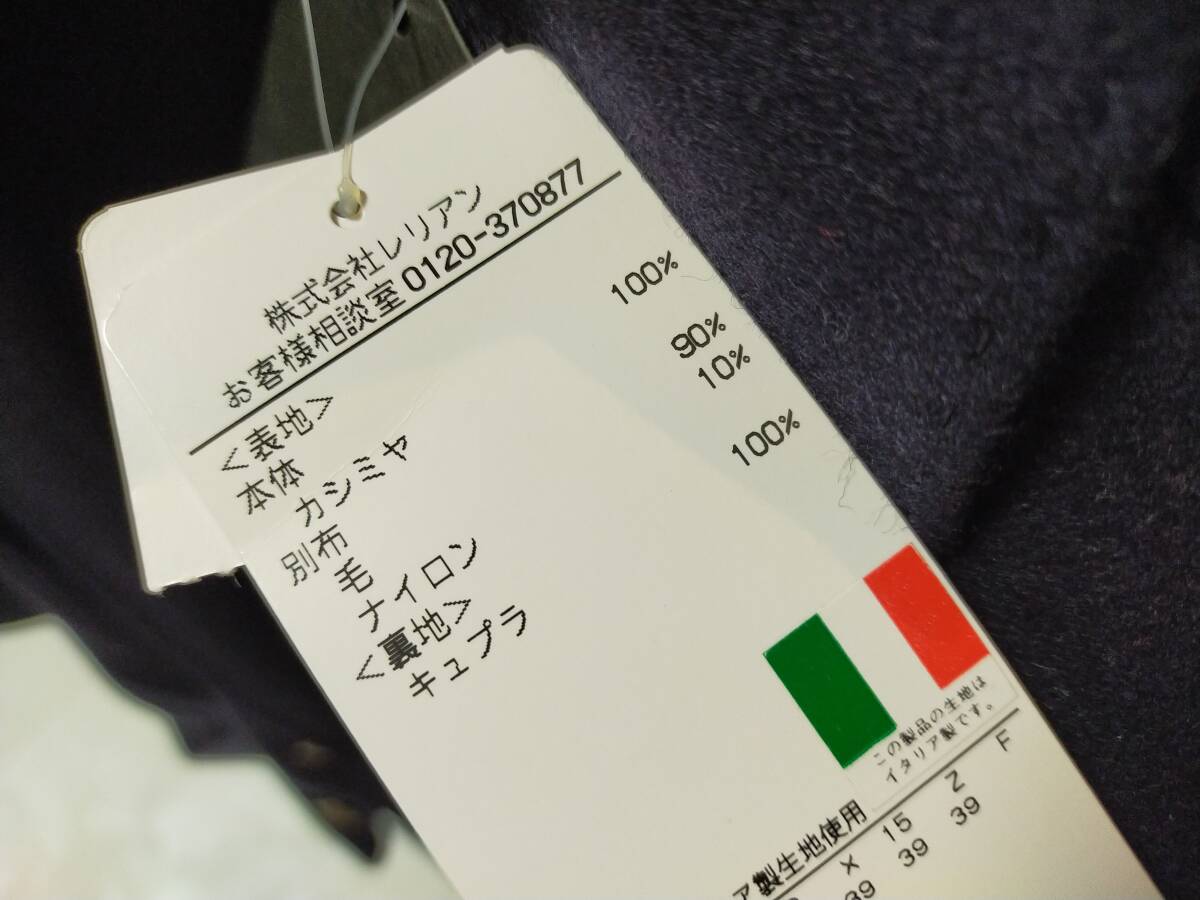 株式会社レリアン
お客様相談室 0120-370877
<表地>
本体
カシミヤ 100%
別布
毛 90%
ナイロン 10%
<裏地>
キュプラ 100%
この製品の生地は
イタリア製です。
ア製生地使用
X 15 Z F
39 39 39